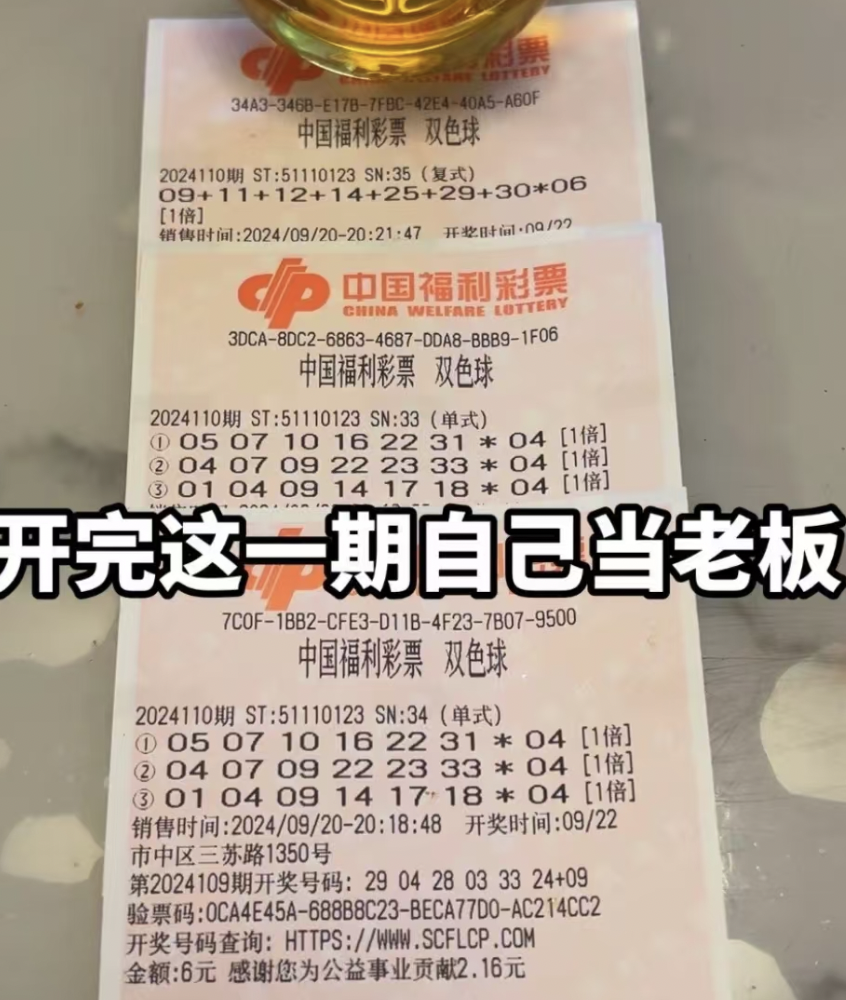 彩票
CHINA WELFARE LOTTERY
34A3-346B-E17B-7FBC-42E4-40A5-A60F
中国福利彩票 双色球
2024110期 ST:51110123 SN:35 (复式)
09+11+12+14+25+29+30*06
[1倍]
销售时间:2024/09/20-20:21:47 开奖时间:09/22
中国福利彩票
CHINA WELFARE LOTTERY
3DCA-8DC2-6863-4687-DDA8-BBB9-1F06
中国福利彩票 双色球
2024110期 ST:51110123 SN:33 (单式)
① 05 07 10 16 22 31 * 04 [1倍]
② 04 07 09 22 23 33 * 04 [1倍]
③ 01 04 09 14 17 18 * 04 [1倍]
开完这一期自己当老板
7C0F-1BB2-CFE3-D11B-4F23-7B07-9500
中国福利彩票 双色球
2024110期 ST:51110123 SN:34 (单式)
① 05 07 10 16 22 31 * 04 [1倍]
② 04 07 09 22 23 33 * 04 [1倍]
③ 01 04 09 14 17 18 * 04 [1倍]
销售时间:2024/09/20-20:18:48 开奖时间:09/22
市中区三苏路1350号
第2024109期开奖号码: 29 04 28 03 33 24+09
验票码:0CA4E45A-688B8C23-BECA77D0-AC214CC2
开奖号码查询: HTTPS://WWW.SCFLCP.COM
金额:6元 感谢您为公益事业贡献2.16元